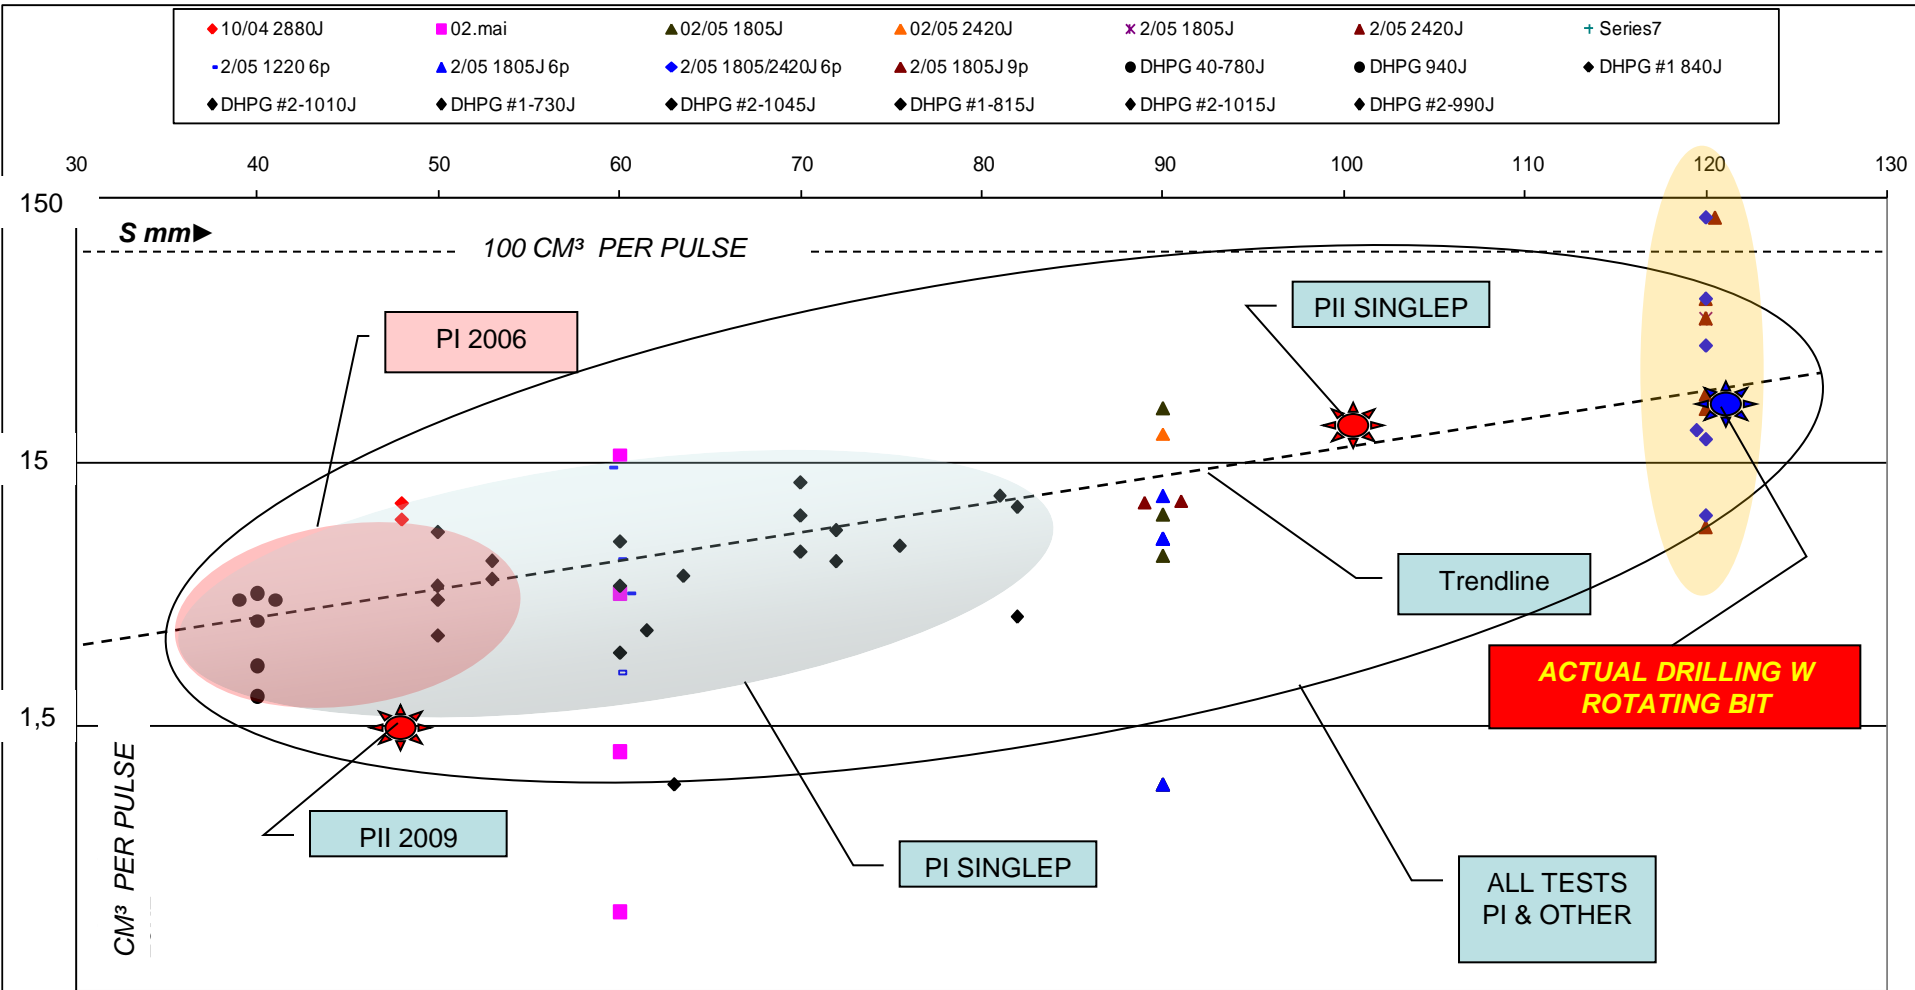 10/04 2880J 02.mai 02/05 1805J 02/05 2420J 2/05 1805J 2/05 2420J Series7
2/05 1220 6p 2/05 1805J 6p 2/05 1805/2420J 6p 2/05 1805J 9p DHPG 40-780J DHPG 940J DHPG #1 840J
DHPG #2-1010J DHPG #1-730J DHPG #2-1045J DHPG #1-815J DHPG #2-1015J DHPG #2-990J
30 40 50 60 70 80 90 100 110 120 130
150
S mm
100 CM³ PER PULSE
PII SINGLEP
PI 2006
15
Trendline
ACTUAL DRILLING W
ROTATING BIT
1,5
CM³ PER PULSE
PII 2009
PI SINGLEP
ALL TESTS
PI & OTHER